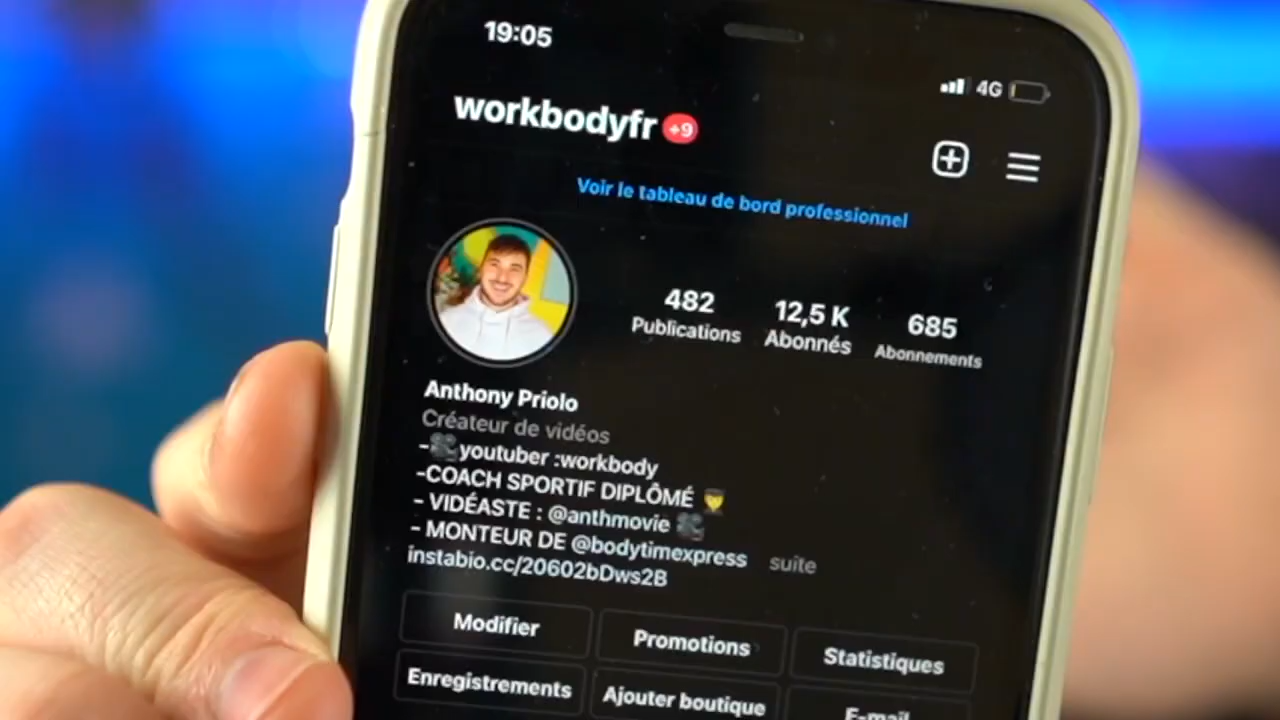 19:05
4G
workbodyfr +9
Voir le tableau de bord professionnel
482 12,5 K 685
Publications Abonnés Abonnements
Anthony Priolo
Créateur de vidéos
-🎥youtuber :workbody
-COACH SPORTIF DIPLÔMÉ 👨‍🎓
- VIDÉASTE : @anthmovie 🎥
- MONTEUR DE @bodytimexpress suite
instabio.cc/20602bDws2B
Modifier Promotions Statistiques
Enregistrements Ajouter boutique E-mail